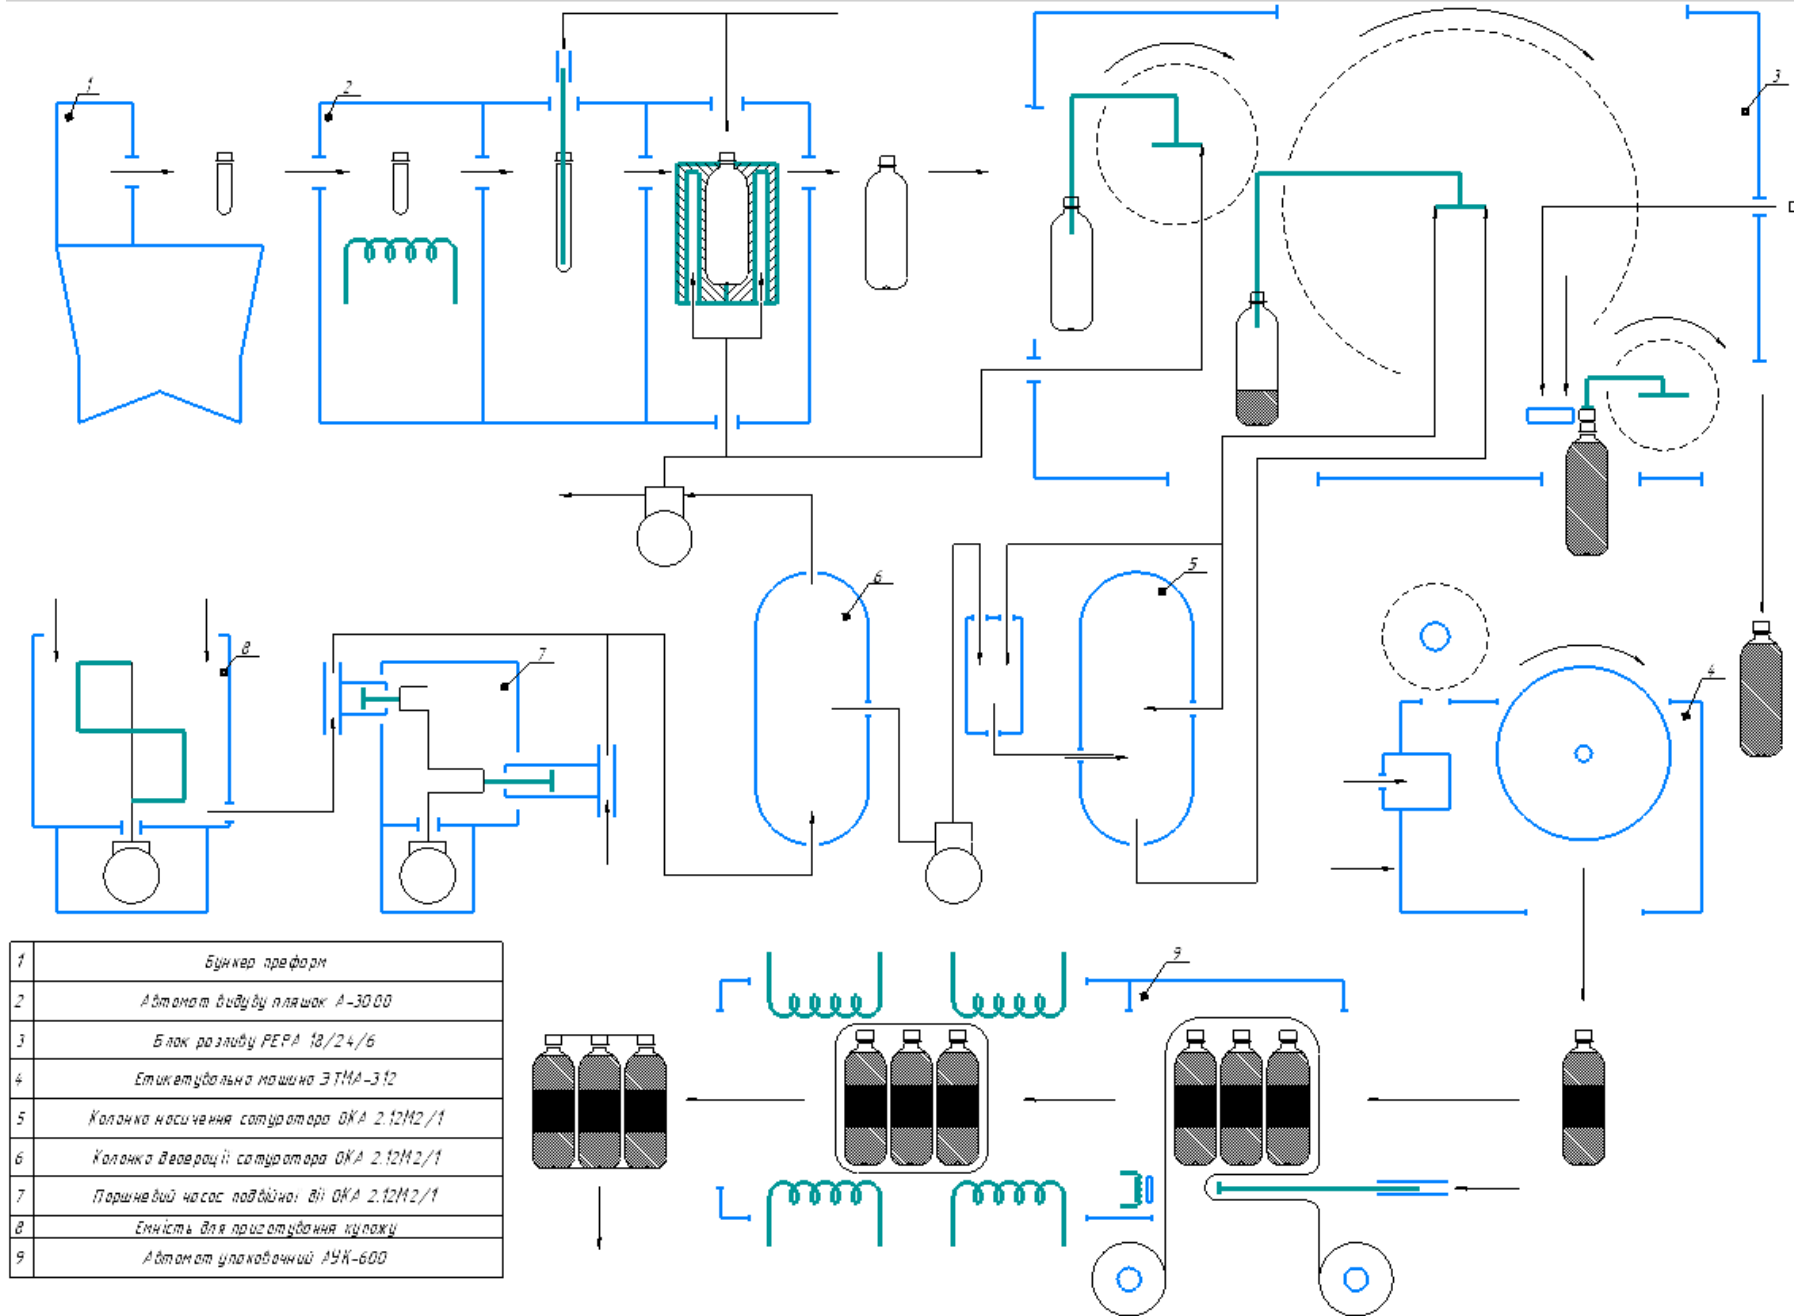 1
2
3
6
5
8
7
4
9
1 Бункер преформ
2 Автомат видуву пляшок А-3000
3 Блок розливу РЕРА 18/24/6
4 Етикетувольна машина ЭТМА-312
5 Колонка насичення сатуратора ОКА 2.12М2/1
6 Колонка деаерації сатуратора ОКА 2.12М2/1
7 Поршневий насос подвійної дії ОКА 2.12М2/1
8 Емність для приготування купажу
9 Автомат упаковочний АУК-600